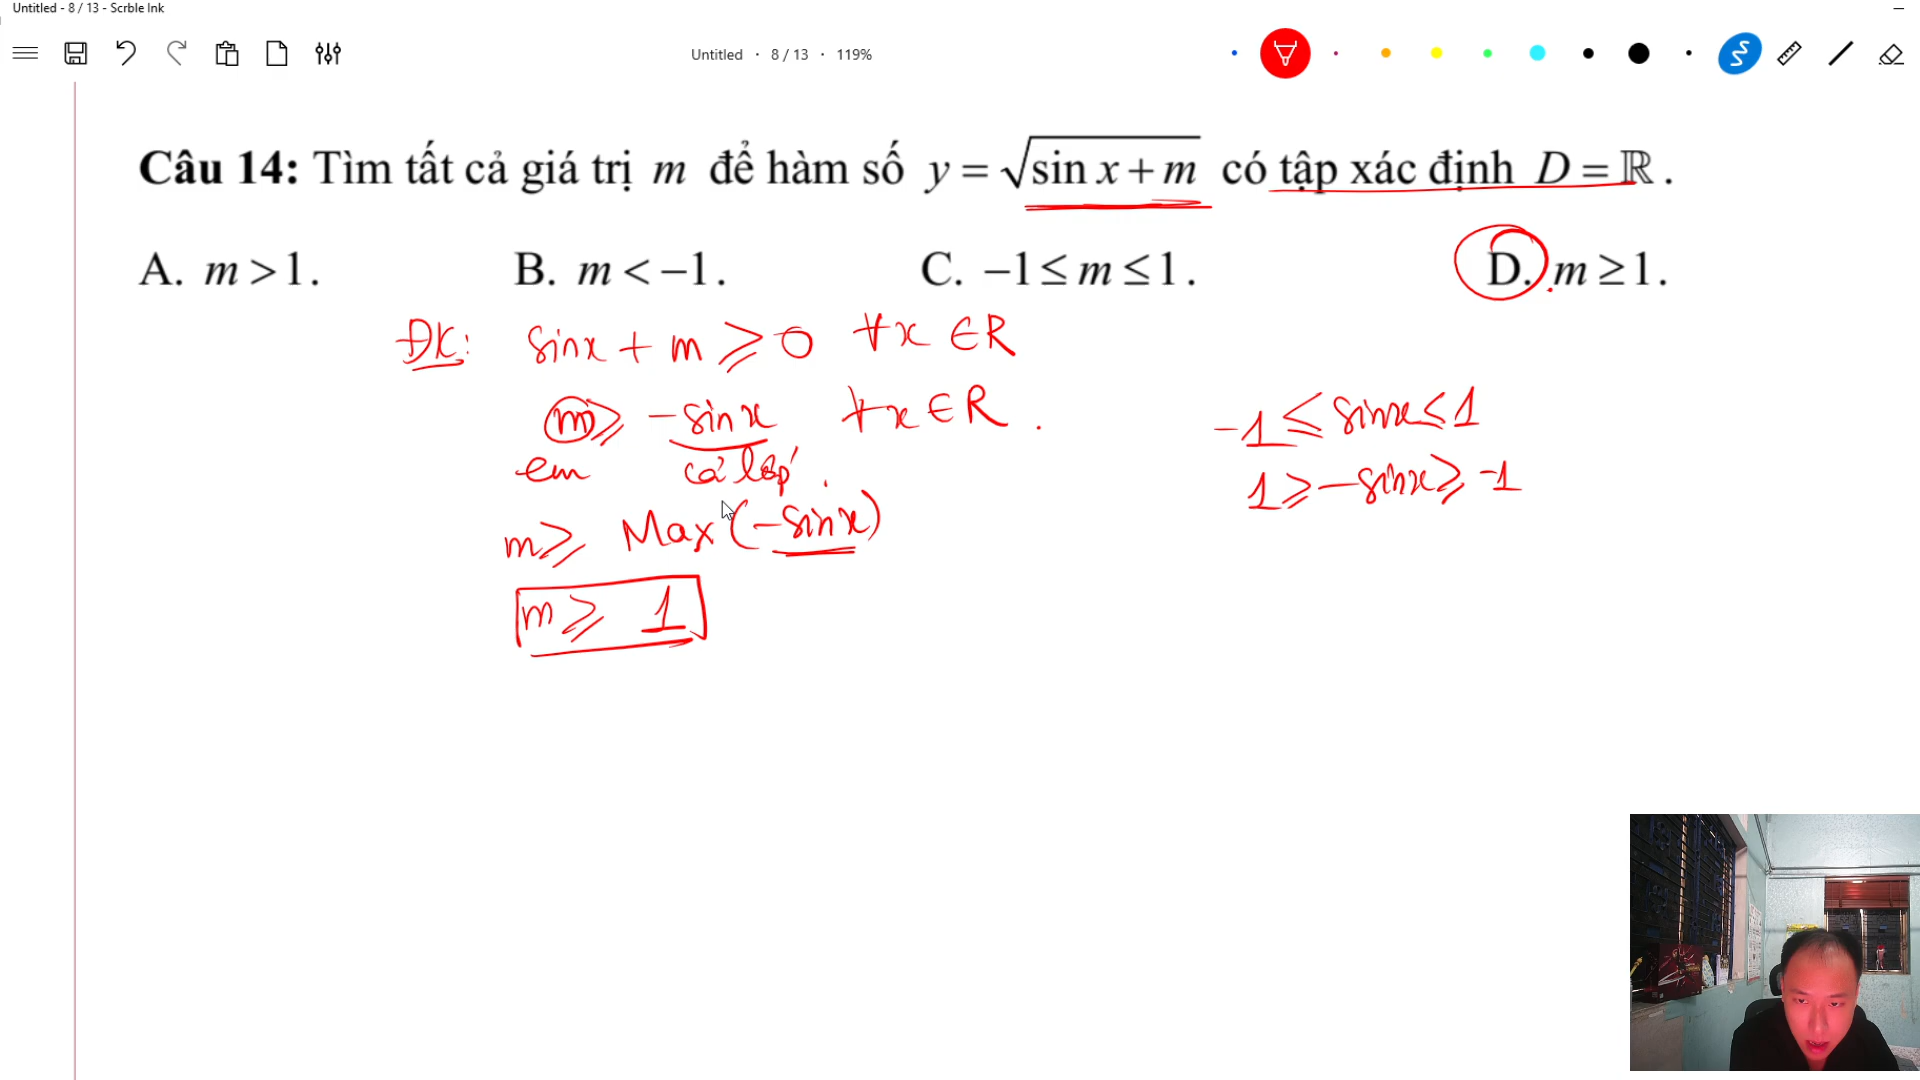 Untitled - 8 / 13 - Scrble Ink
Untitled · 8 / 13 · 119%
Câu 14: Tìm tất cả giá trị m để hàm số y = √(sin x + m) có tập xác định D = ℝ.
A. m > 1. B. m < −1. C. −1 ≤ m ≤ 1. D. m ≥ 1.
ĐK: sinx + m ⩾ 0 ∀x ∈ R
m ⩾ −sinx ∀x ∈ R.
em cả lớp.
m ⩾ Max(−sinx)
m ⩾ 1
−1 ≤ sinx ≤ 1
1 ⩾ −sinx ⩾ −1